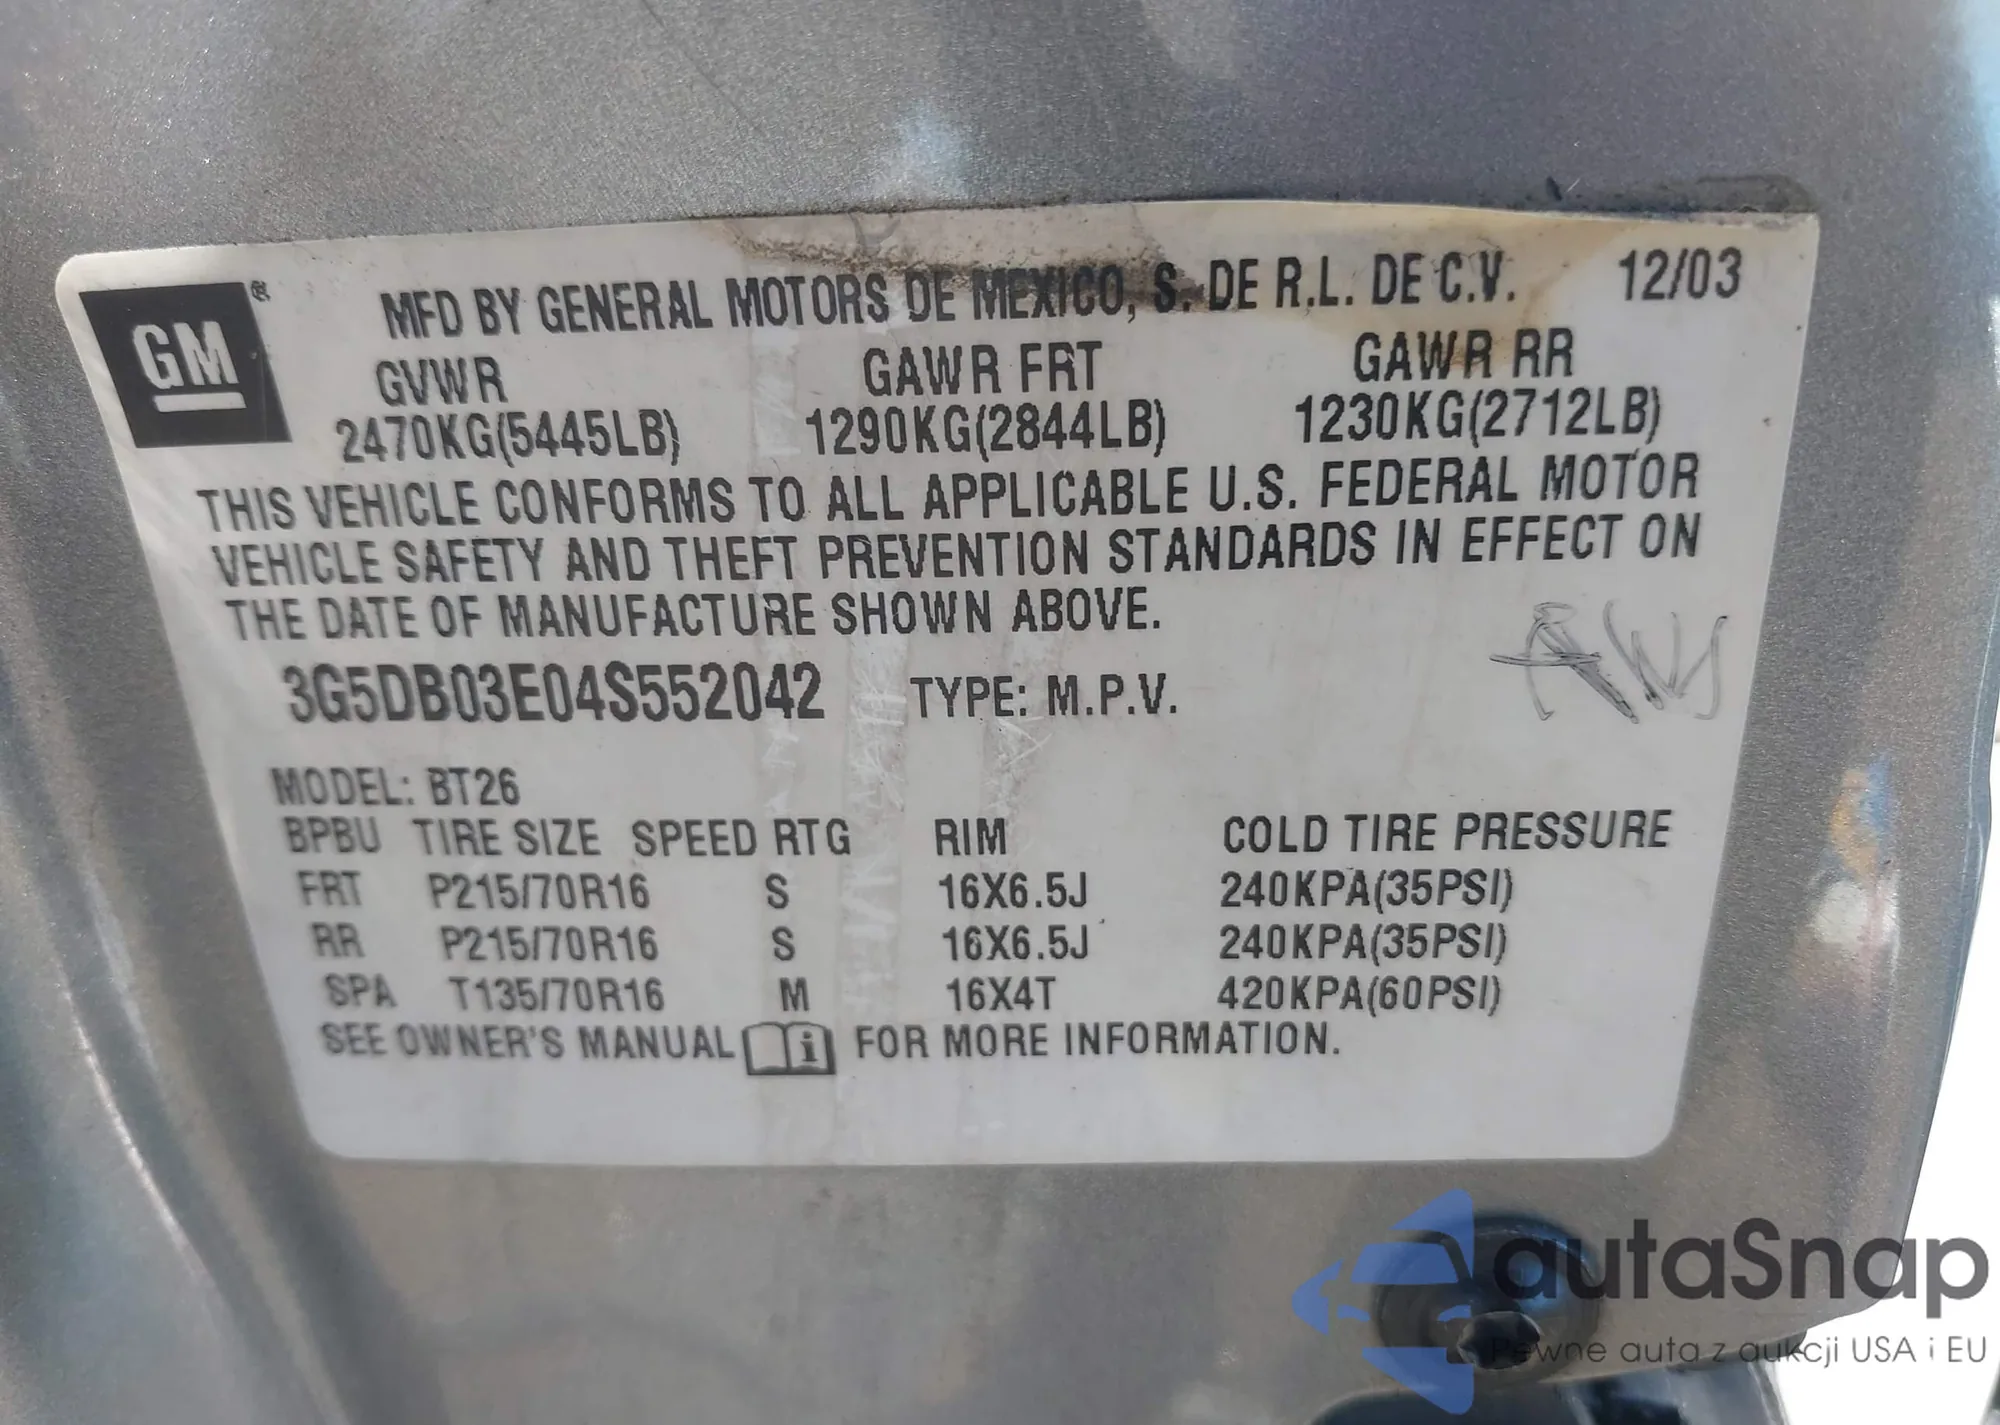 GM ®
MFD BY GENERAL MOTORS DE MEXICO, S. DE R.L. DE C.V. 12/03
GVWR GAWR FRT GAWR RR
2470KG(5445LB) 1290KG(2844LB) 1230KG(2712LB)
THIS VEHICLE CONFORMS TO ALL APPLICABLE U.S. FEDERAL MOTOR
VEHICLE SAFETY AND THEFT PREVENTION STANDARDS IN EFFECT ON
THE DATE OF MANUFACTURE SHOWN ABOVE.
3G5DB03E04S552042 TYPE: M.P.V.
MODEL: BT26
BPBU TIRE SIZE SPEED RTG RIM COLD TIRE PRESSURE
FRT P215/70R16 S 16X6.5J 240KPA(35PSI)
RR P215/70R16 S 16X6.5J 240KPA(35PSI)
SPA T135/70R16 M 16X4T 420KPA(60PSI)
SEE OWNER'S MANUAL i FOR MORE INFORMATION.
autaSnap
Pewne auta z aukcji USA i EU